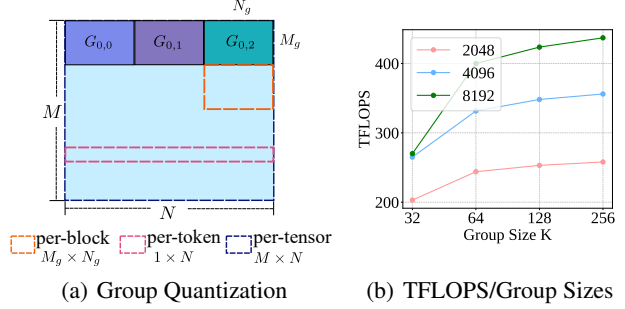 N_g
G_{0,0} G_{0,1} G_{0,2} M_g
M
N
per-block per-token per-tensor
M_g × N_g 1 × N M × N
(a) Group Quantization
TFLOPS
400
300
200
2048
4096
8192
32 64 128 256
Group Size K
(b) TFLOPS/Group Sizes